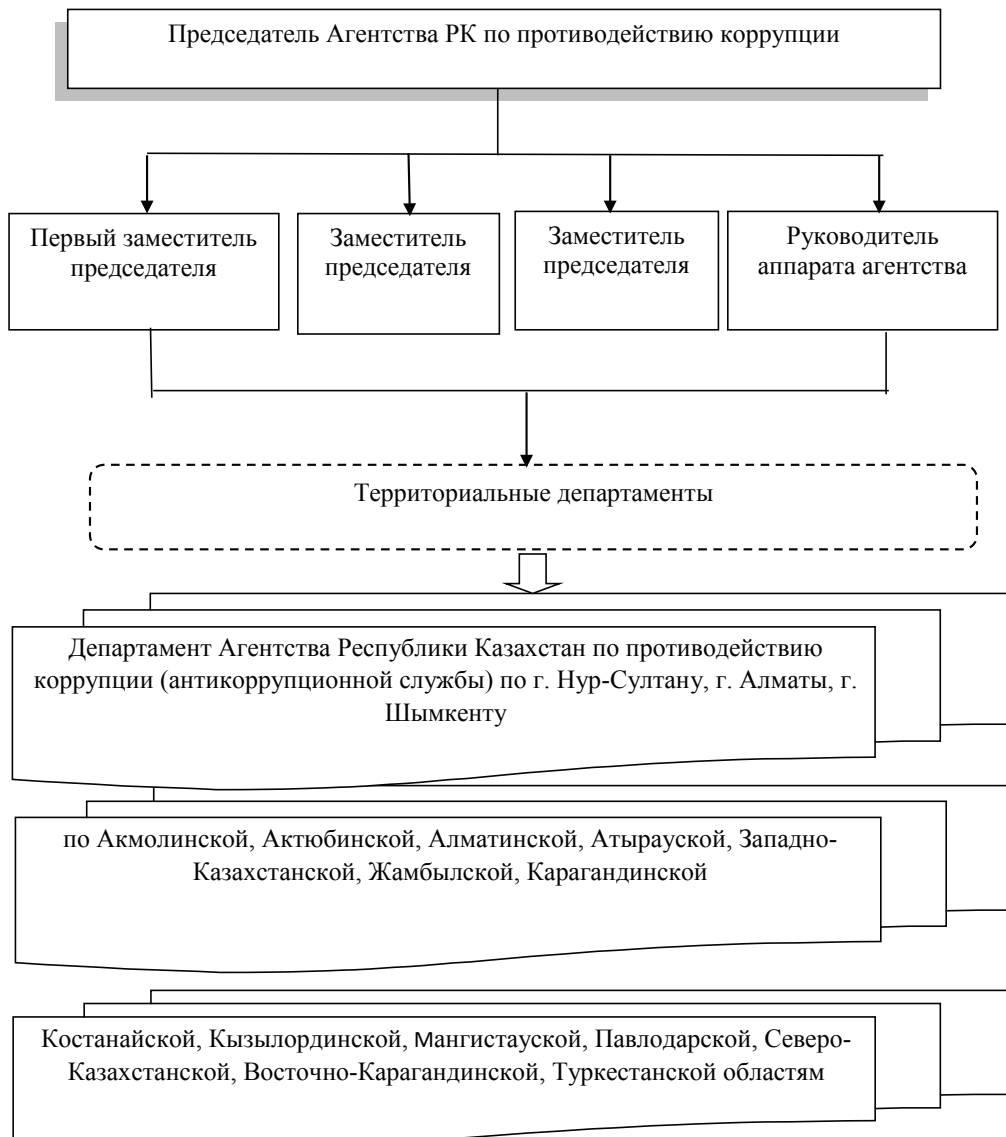 Председатель Агентства РК по противодействию коррупции
Первый заместитель
председателя
Заместитель
председателя
Заместитель
председателя
Руководитель
аппарата агентства
Территориальные департаменты
Департамент Агентства Республики Казахстан по противодействию
коррупции (антикоррупционной службы) по г. Нур-Султану, г. Алматы, г.
Шымкенту
по Акмолинской, Актюбинской, Алматинской, Атырауской, Западно-
Казахстанской, Жамбылской, Карагандинской
Костанайской, Кызылординской, Мангистауской, Павлодарской, Северо-
Казахстанской, Восточно-Карагандинской, Туркестанской областям